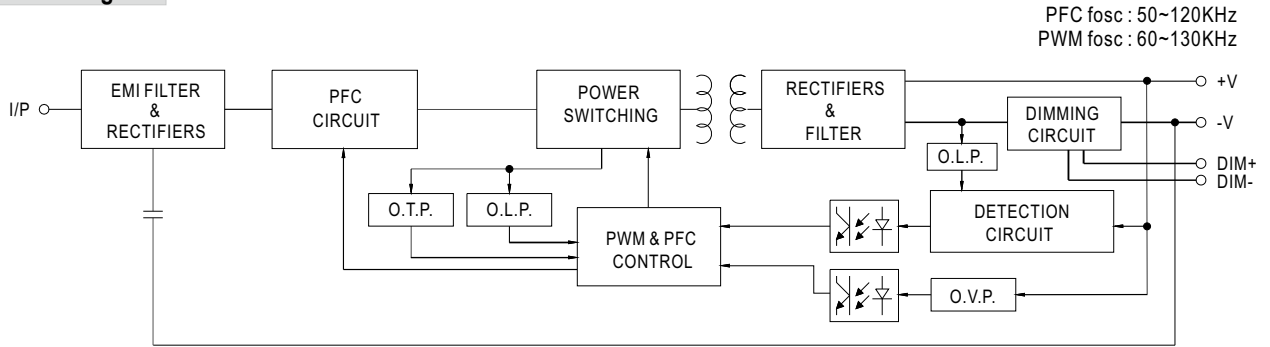 PFC fosc : 50~120KHz
PWM fosc : 60~130KHz
I/P
EMI FILTER
&
RECTIFIERS
PFC
CIRCUIT
POWER
SWITCHING
RECTIFIERS
&
FILTER
DIMMING
CIRCUIT
+V
-V
DIM+
DIM-
O.L.P.
O.T.P.
O.L.P.
PWM & PFC
CONTROL
DETECTION
CIRCUIT
O.V.P.